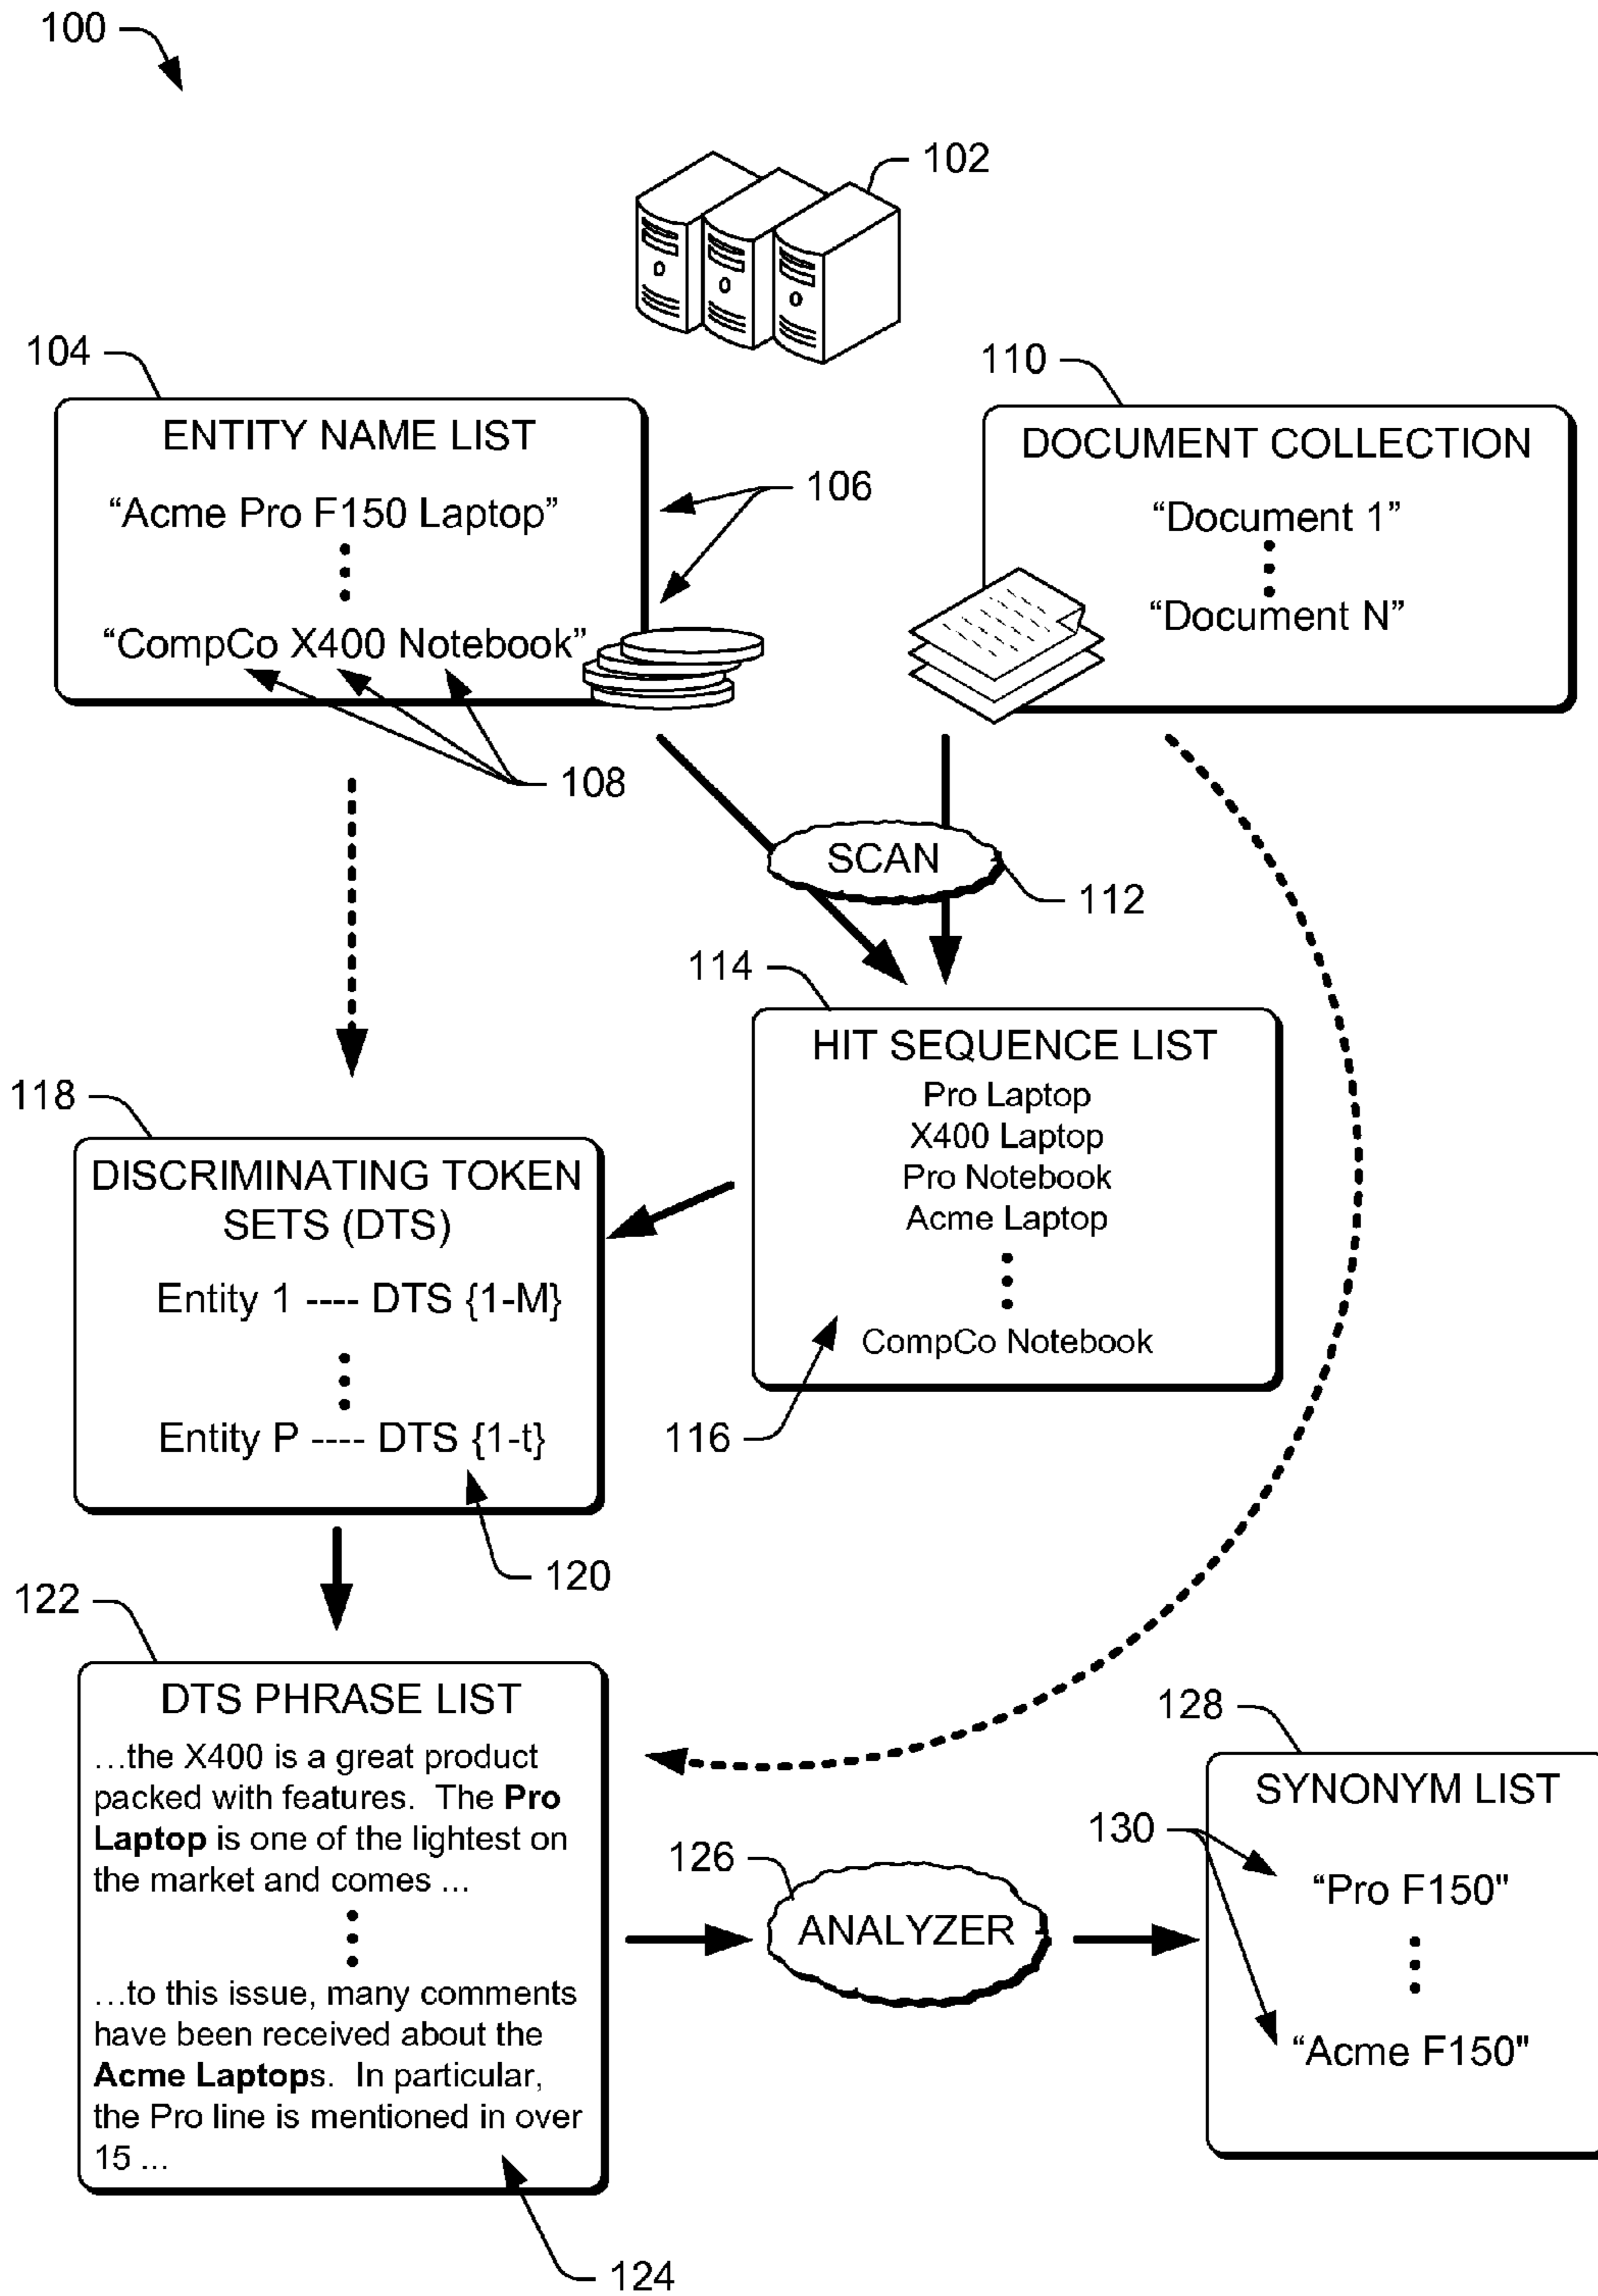 100
102
104
ENTITY NAME LIST
“Acme Pro F150 Laptop”
“CompCo X400 Notebook”
106
108
110
DOCUMENT COLLECTION
“Document 1”
“Document N”
SCAN
112
114
HIT SEQUENCE LIST
Pro Laptop
X400 Laptop
Pro Notebook
Acme Laptop
CompCo Notebook
116
118
DISCRIMINATING TOKEN
SETS (DTS)
Entity 1 ---- DTS {1-M}
Entity P ---- DTS {1-t}
120
122
DTS PHRASE LIST
...the X400 is a great product
packed with features.  The Pro
Laptop is one of the lightest on
the market and comes ...
...to this issue, many comments
have been received about the
Acme Laptops.  In particular,
the Pro line is mentioned in over
15 ...
124
126
ANALYZER
128
SYNONYM LIST
130
“Pro F150"
“Acme F150"